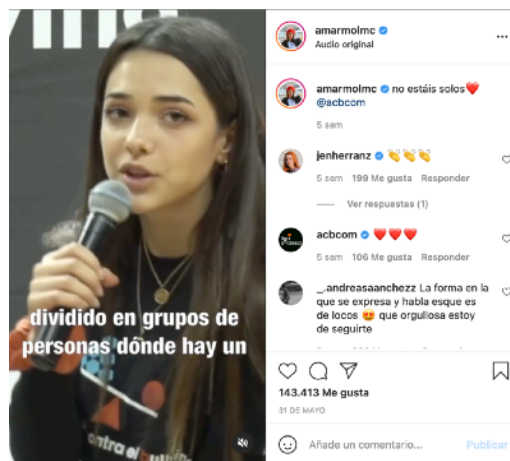 dividido en grupos de
personas donde hay un
ontra el
amarmolmc
Audio original
amarmolmc no estáis solos❤️
@acbcom
5 sem
jenherranz 👏👏👏
5 sem 199 Me gusta Responder
Ver respuestas (1)
acbcom ❤️❤️❤️
5 sem 106 Me gusta Responder
_.andreasaanchezz La forma en la
que se expresa y habla esque es
de locos 😍 que orgullosa estoy
de seguirte
143.413 Me gusta
31 DE MAYO
Añade un comentario...
Publicar